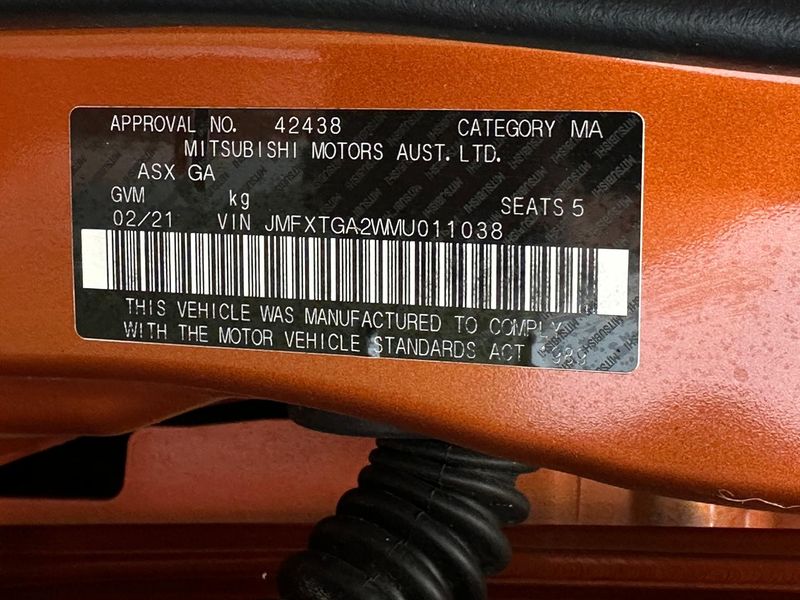 APPROVAL NO. 42438 CATEGORY MA
MITSUBISHI MOTORS AUST. LTD.
ASX GA
GVM kg SEATS 5
02/21 VIN JMFXTGA2WMU011038
THIS VEHICLE WAS MANUFACTURED TO COMPLY
WITH THE MOTOR VEHICLE STANDARDS ACT 1989